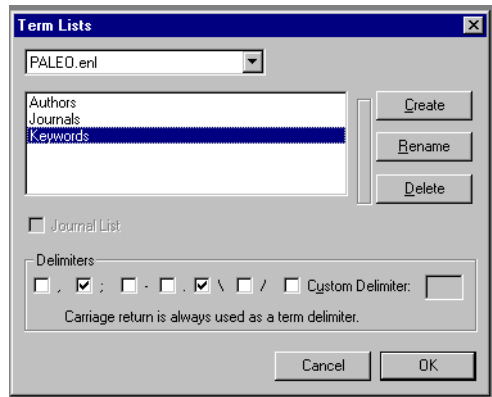 Term Lists
PALEO.enl
Authors
Journals
Keywords
Create
Rename
Delete
Journal List
Delimiters
, ; - . \ / Custom Delimiter:
Carriage return is always used as a term delimiter.
Cancel OK